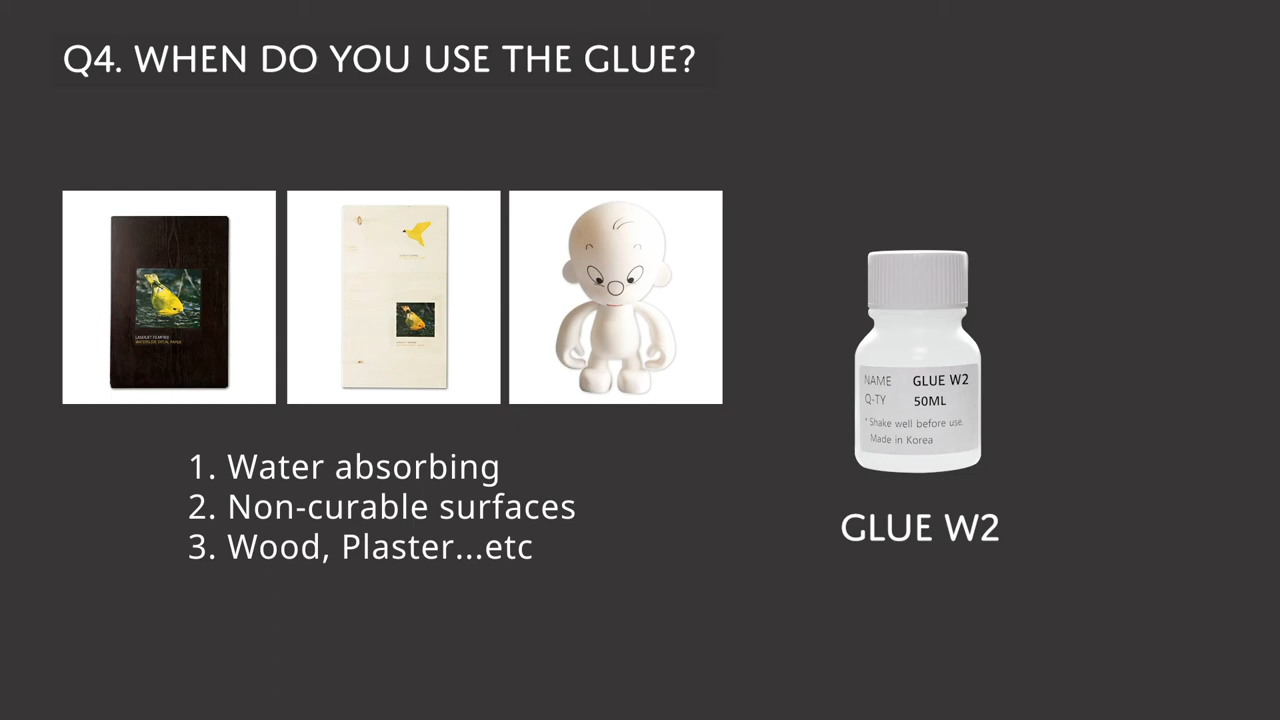 Q4. WHEN DO YOU USE THE GLUE?
NAME GLUE W2
Q-TY 50ML
* Shake well before use.
Made in Korea
1. Water absorbing
2. Non-curable surfaces
3. Wood, Plaster...etc
GLUE W2